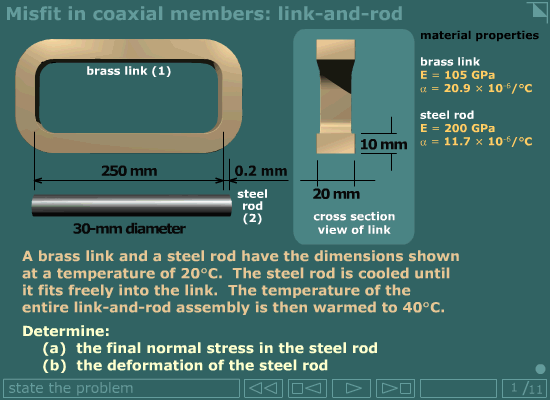 Misfit in coaxial members: link-and-rod
material properties
brass link (1)
brass link
E = 105 GPa
α = 20.9 × 10⁻⁶/°C
steel rod
E = 200 GPa
α = 11.7 × 10⁻⁶/°C
10 mm
250 mm
0.2 mm
20 mm
steel
rod
(2)
30-mm diameter
cross section
view of link
A brass link and a steel rod have the dimensions shown
at a temperature of 20°C. The steel rod is cooled until
it fits freely into the link. The temperature of the
entire link-and-rod assembly is then warmed to 40°C.
Determine:
(a) the final normal stress in the steel rod
(b) the deformation of the steel rod
state the problem
1/11